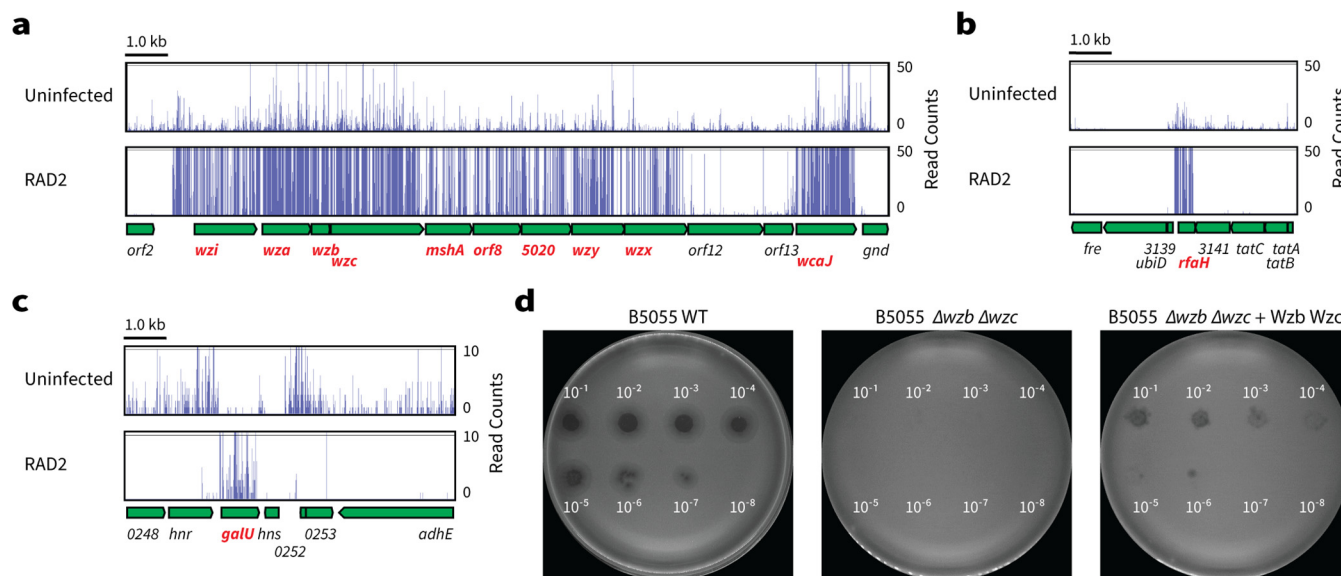 a
1.0 kb
Uninfected
50
0
RAD2
50
0
Read Counts
orf2 wzi wza wzb wzc mshA orf8 5020 wzy wzx orf12 orf13 wcaJ gnd
b
1.0 kb
Uninfected
50
0
RAD2
50
0
Read Counts
fre ubiD 3139 rfaH 3141 tatC tatB tatA
c
1.0 kb
Uninfected
10
0
RAD2
10
0
Read Counts
0248 hnr galU hns 0252 0253 adhE
d
B5055 WT
10-1 10-2 10-3 10-4
10-5 10-6 10-7 10-8
B5055 Δwzb Δwzc
10-1 10-2 10-3 10-4
10-5 10-6 10-7 10-8
B5055 Δwzb Δwzc + Wzb Wzc
10-1 10-2 10-3 10-4
10-5 10-6 10-7 10-8